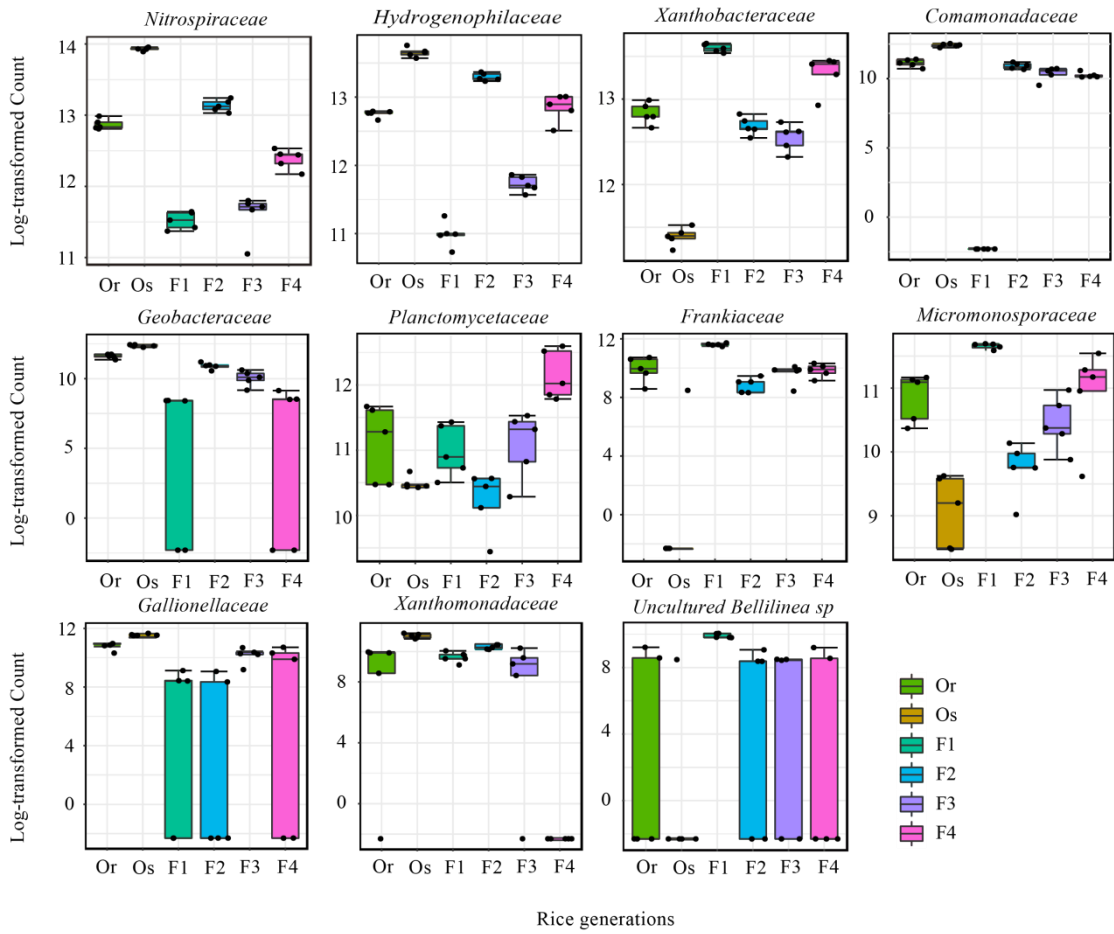 Nitrospiraceae
Hydrogenophilaceae
Xanthobacteraceae
Comamonadaceae
Log-transformed Count
14
13
12
11
Or Os F1 F2 F3 F4
13
12
11
Or Os F1 F2 F3 F4
13
12
Or Os F1 F2 F3 F4
10
12
0
Or Os F1 F2 F3 F4
Geobacteraceae
Planctomycetaceae
Frankiaceae
Micromonosporaceae
Log-transformed Count
10
5
0
Or Os F1 F2 F3 F4
12
11
10
Or Os F1 F2 F3 F4
12
8
4
0
Or Os F1 F2 F3 F4
11
10
9
Or Os F1 F2 F3 F4
Gallionellaceae
Xanthomonadaceae
Uncultured Bellilinea sp
Log-transformed Count
12
8
4
0
Or Os F1 F2 F3 F4
8
4
0
Or Os F1 F2 F3 F4
8
4
0
Or Os F1 F2 F3 F4
Or
Os
F1
F2
F3
F4
Rice generations